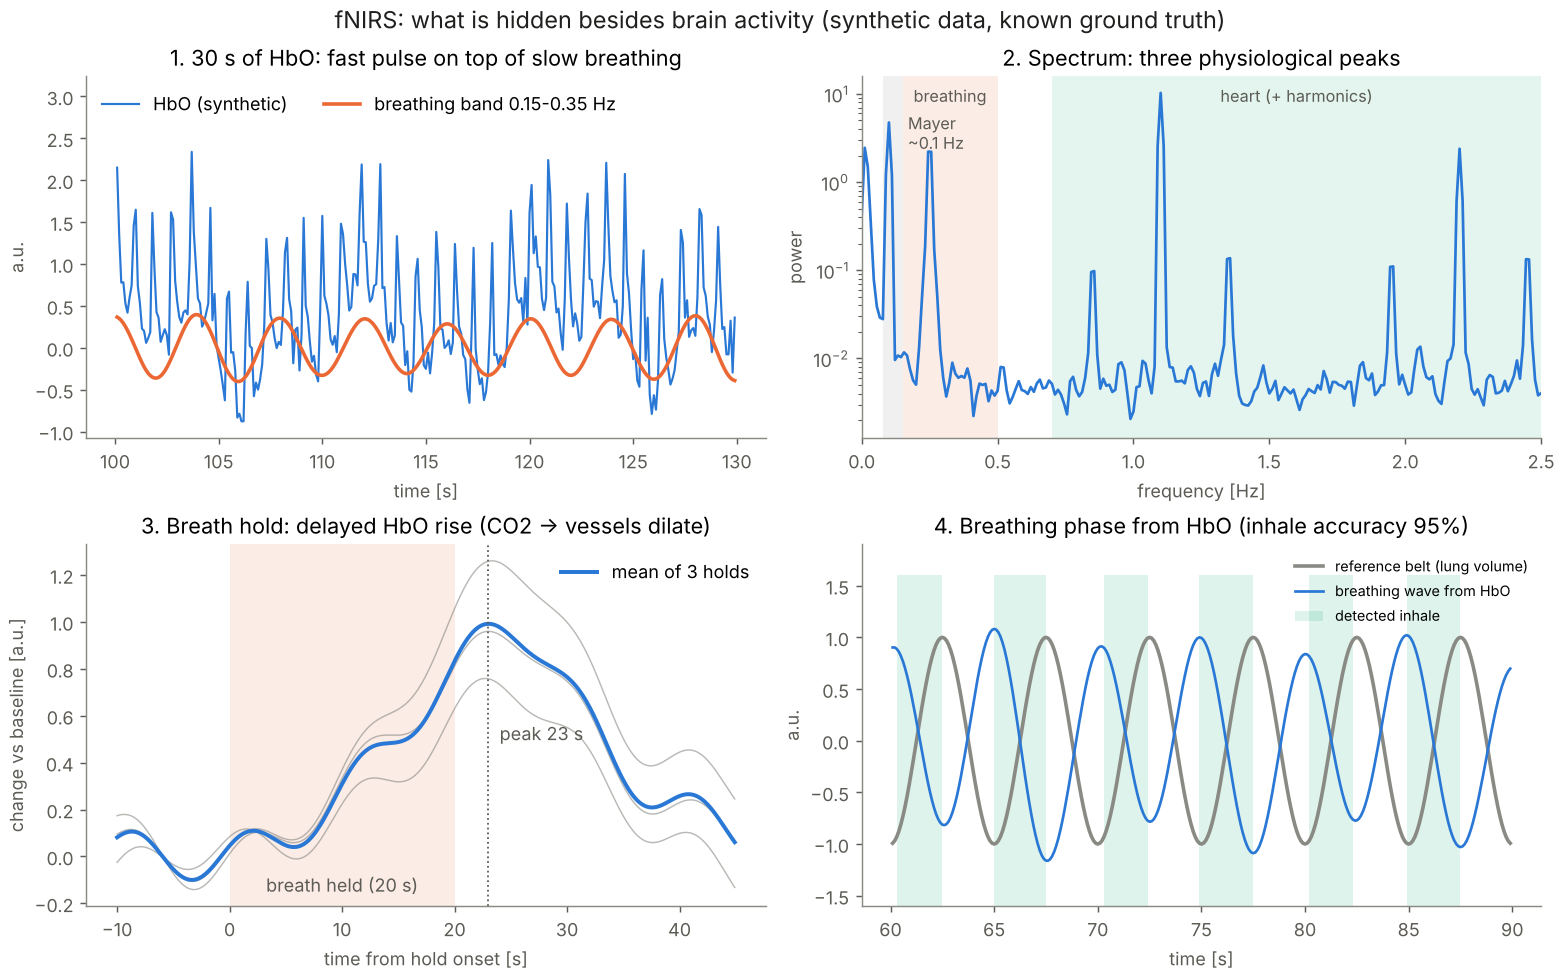 fNIRS: what is hidden besides brain activity (synthetic data, known ground truth)
1. 30 s of HbO: fast pulse on top of slow breathing
HbO (synthetic)
breathing band 0.15-0.35 Hz
3.0
2.5
2.0
1.5
1.0
0.5
0.0
−0.5
−1.0
a.u.
100 105 110 115 120 125 130
time [s]
2. Spectrum: three physiological peaks
breathing
Mayer
~0.1 Hz
heart (+ harmonics)
10¹
10⁰
10⁻¹
10⁻²
power
0.0 0.5 1.0 1.5 2.0 2.5
frequency [Hz]
3. Breath hold: delayed HbO rise (CO2 → vessels dilate)
mean of 3 holds
peak 23 s
breath held (20 s)
1.2
1.0
0.8
0.6
0.4
0.2
0.0
−0.2
change vs baseline [a.u.]
−10 0 10 20 30 40
time from hold onset [s]
4. Breathing phase from HbO (inhale accuracy 95%)
reference belt (lung volume)
breathing wave from HbO
detected inhale
1.5
1.0
0.5
0.0
−0.5
−1.0
−1.5
a.u.
60 65 70 75 80 85 90
time [s]